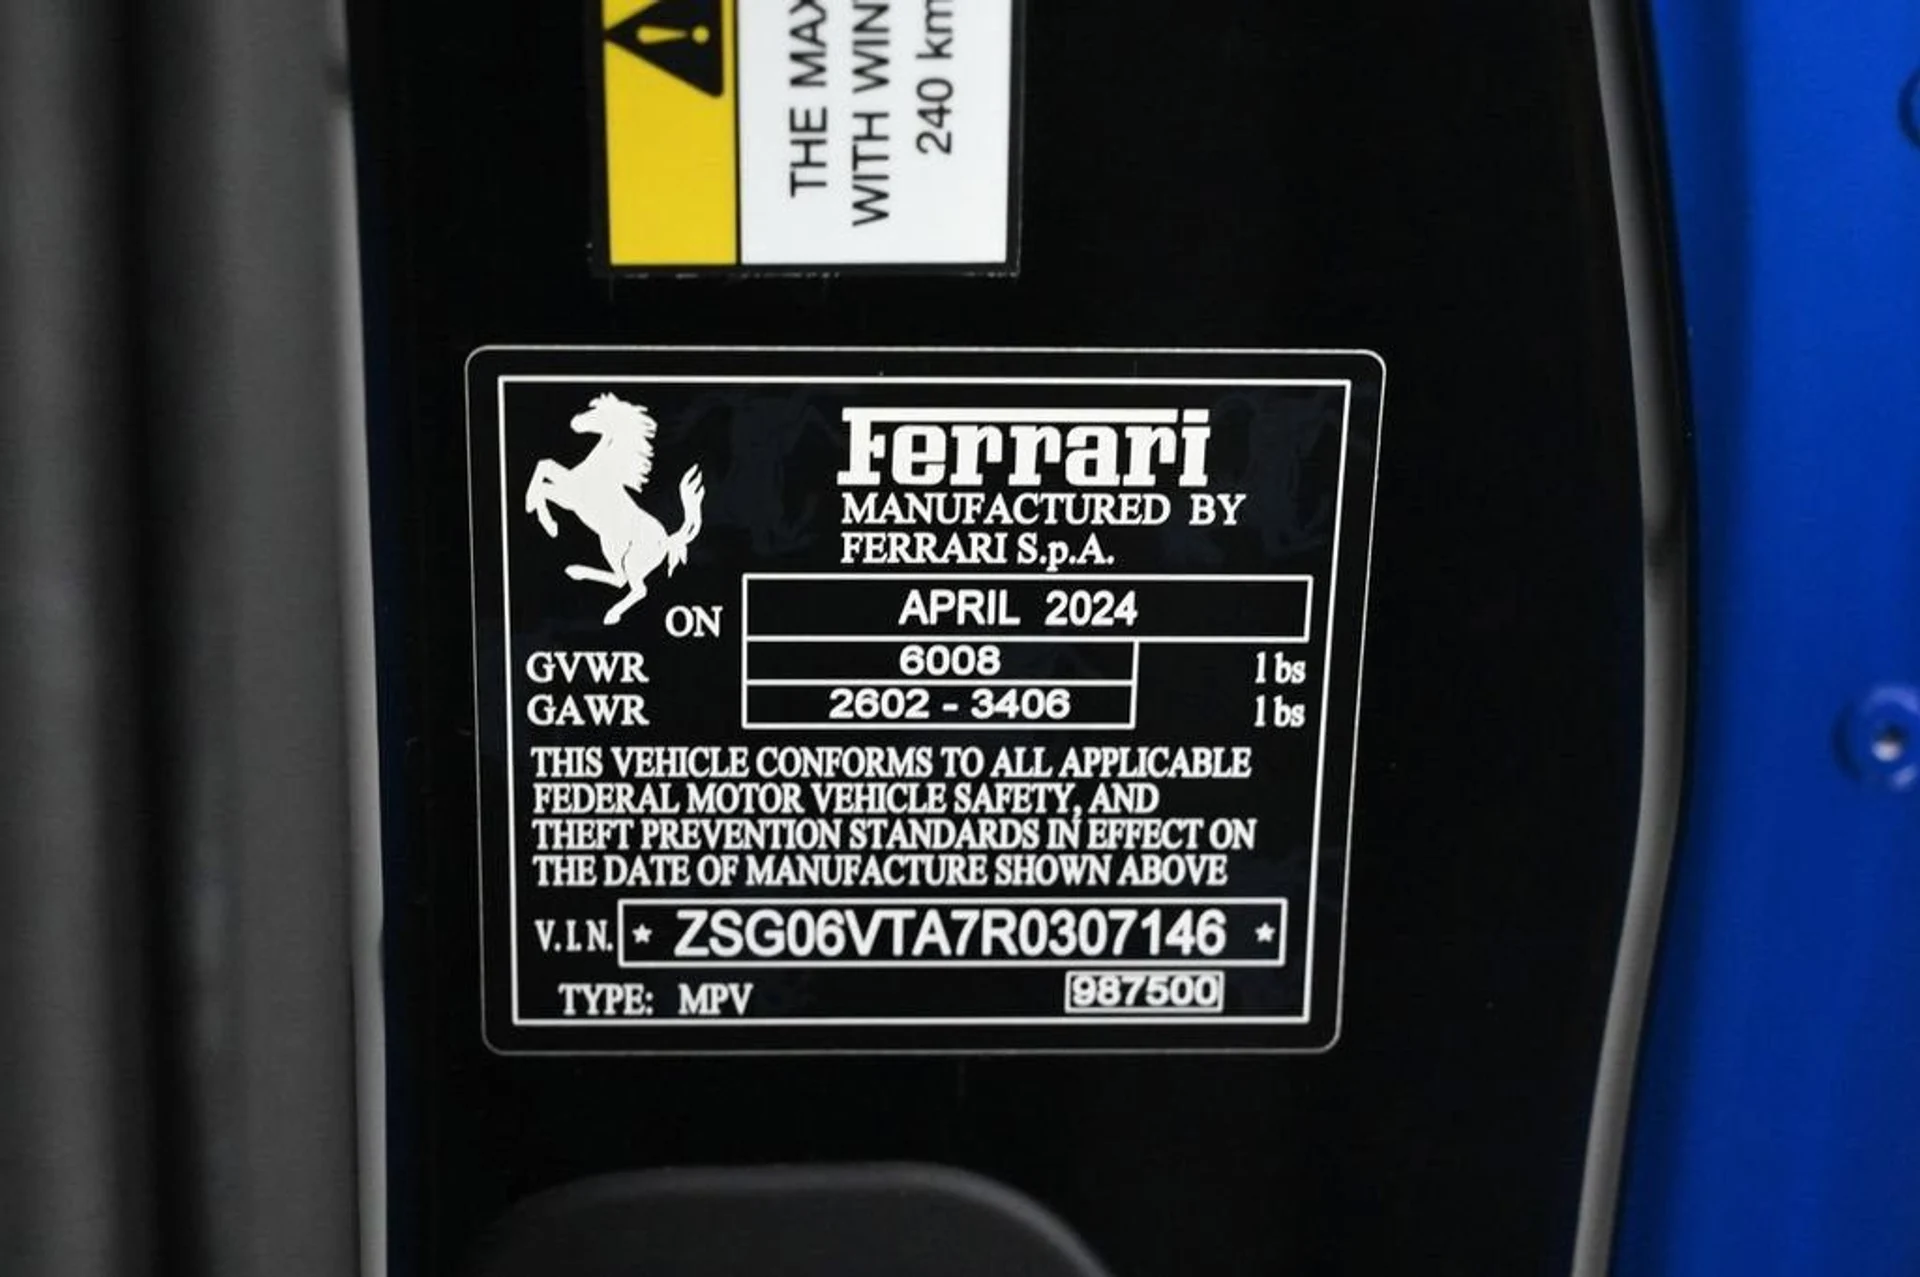 THE MAX
WITH WIN
240 km
Ferrari
MANUFACTURED BY
FERRARI S.p.A.
ON APRIL 2024
GVWR 6008 lbs
GAWR 2602 - 3406 lbs
THIS VEHICLE CONFORMS TO ALL APPLICABLE
FEDERAL MOTOR VEHICLE SAFETY, AND
THEFT PREVENTION STANDARDS IN EFFECT ON
THE DATE OF MANUFACTURE SHOWN ABOVE
V.I.N. * ZSG06VTA7R0307146 *
TYPE: MPV 987500